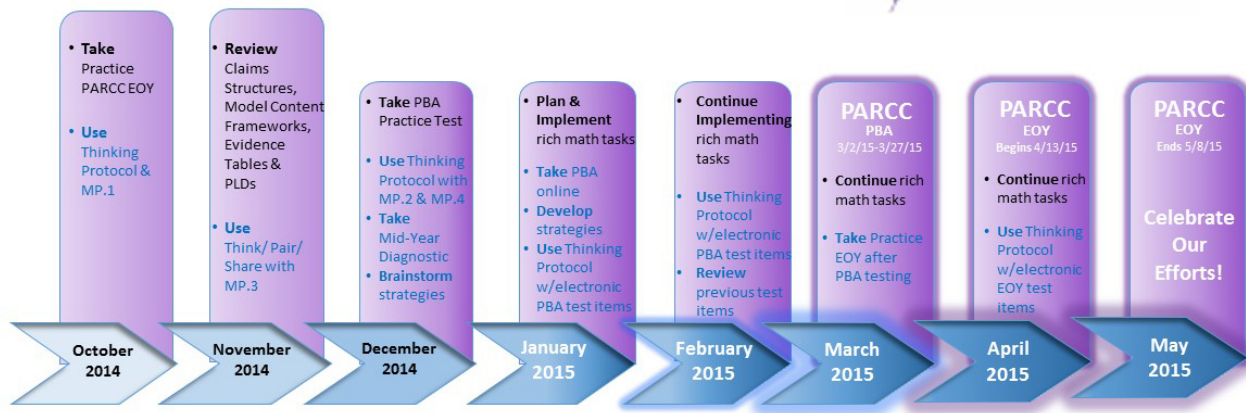 • Take
Practice
PARCC EOY
• Use
Thinking
Protocol &
MP.1
October
2014
• Review
Claims
Structures,
Model Content
Frameworks,
Evidence
Tables &
PLDs
• Use
Think/ Pair/
Share with
MP.3
November
2014
• Take PBA
Practice Test
• Use Thinking
Protocol with
MP.2 & MP.4
• Take
Mid-Year
Diagnostic
• Brainstorm
strategies
December
2014
• Plan &
Implement
rich math tasks
• Take PBA
online
• Develop
strategies
• Use Thinking
Protocol
w/electronic
PBA test items
January
2015
• Continue
Implementing
rich math
tasks
• Use Thinking
Protocol
w/electronic
PBA test items
• Review
previous test
items
February
2015
PARCC
PBA
3/2/15-3/27/15
• Continue rich
math tasks
• Take Practice
EOY after
PBA testing
March
2015
PARCC
EOY
Begins 4/13/15
• Continue rich
math tasks
• Use Thinking
Protocol
w/electronic
EOY test
items
April
2015
PARCC
EOY
Ends 5/8/15
Celebrate
Our
Efforts!
May
2015